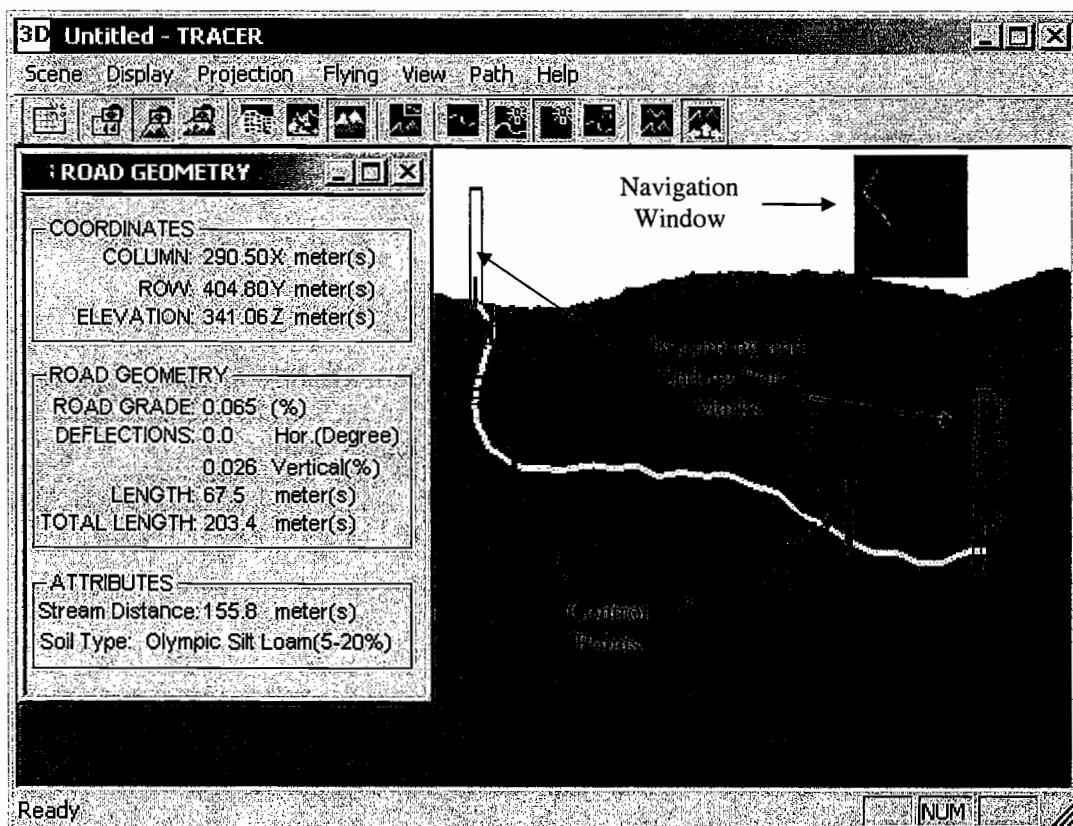 3D Untitled - TRACER
Scene Display Projection Flying View Path Help
ROAD GEOMETRY
COORDINATES
COLUMN: 290.50X meter(s)
ROW: 404.80Y meter(s)
ELEVATION: 341.06Z meter(s)
ROAD GEOMETRY
ROAD GRADE: 0.065 (%)
DEFLECTIONS: 0.0 Hor.(Degree)
0.026 Vertical(%)
LENGTH: 67.5 meter(s)
TOTAL LENGTH: 203.4 meter(s)
ATTRIBUTES
Stream Distance: 155.8 meter(s)
Soil Type: Olympic Silt Loam(5-20%)
Navigation
Window
Control
Points
Ready
NUM